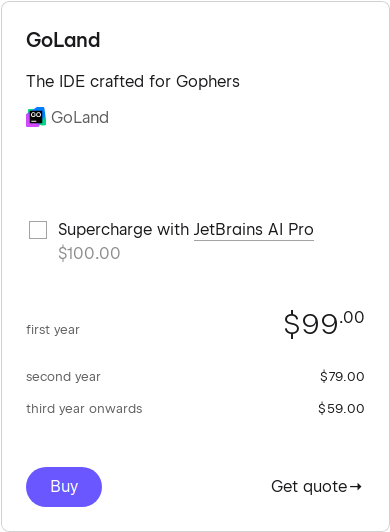 GoLand
The IDE crafted for Gophers
GO GoLand
Supercharge with JetBrains AI Pro
$100.00
first year $99.00
second year $79.00
third year onwards $59.00
Buy Get quote→